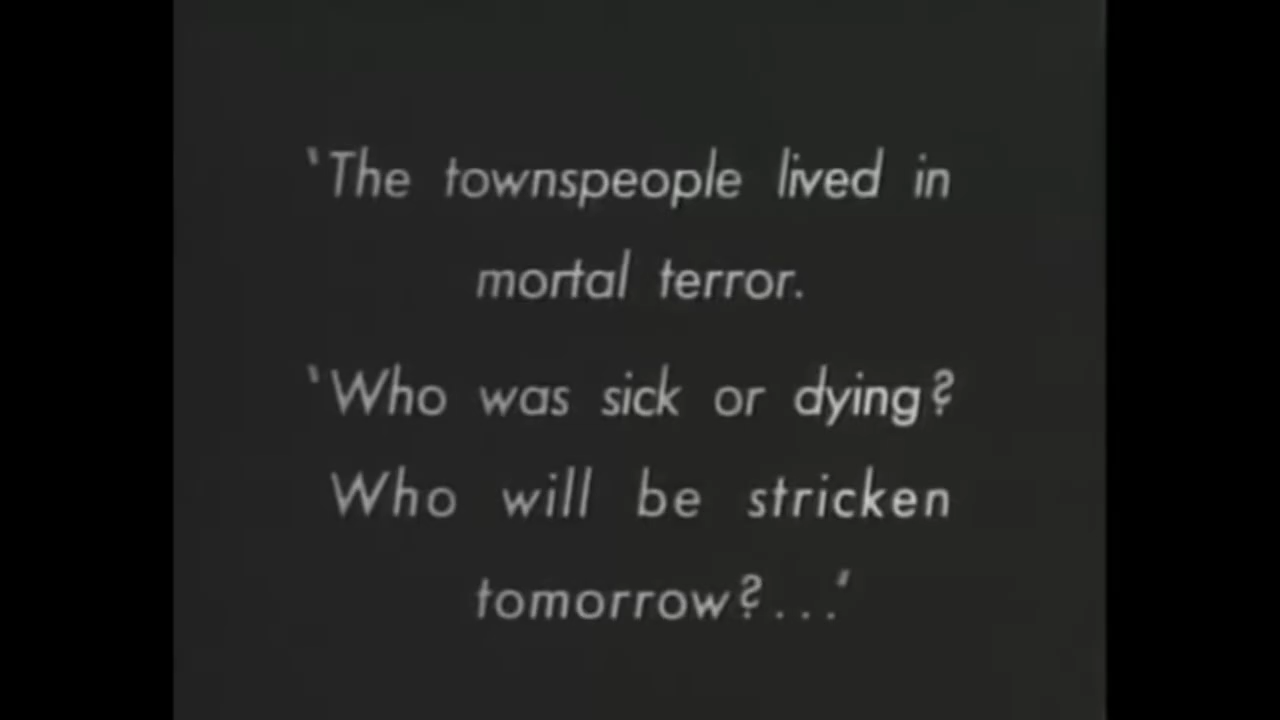 'The townspeople lived in
mortal terror.
'Who was sick or dying?
Who will be stricken
tomorrow?...'